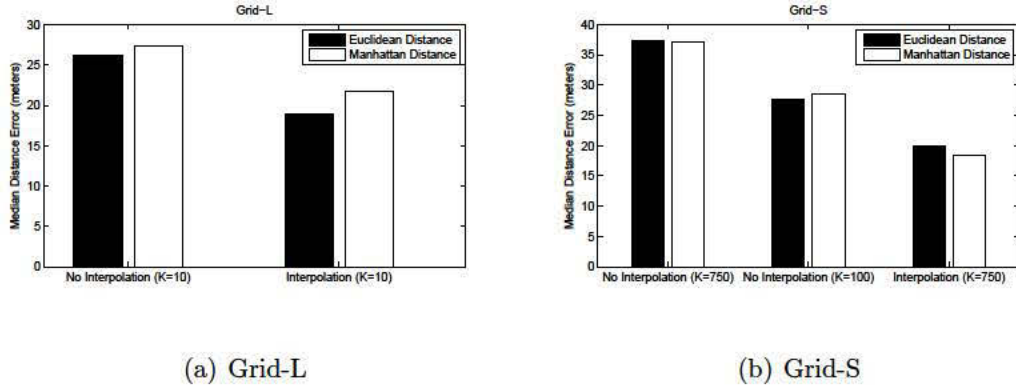 Grid-L
30
25
20
15
10
5
0
Median Distance Error (meters)
Euclidean Distance
Manhattan Distance
No Interpolation (K=10)
Interpolation (K=10)
(a) Grid-L
Grid-S
40
35
30
25
20
15
10
5
0
Median Distance Error (meters)
Euclidean Distance
Manhattan Distance
No Interpolation (K=750)
No Interpolation (K=100)
Interpolation (K=750)
(b) Grid-S